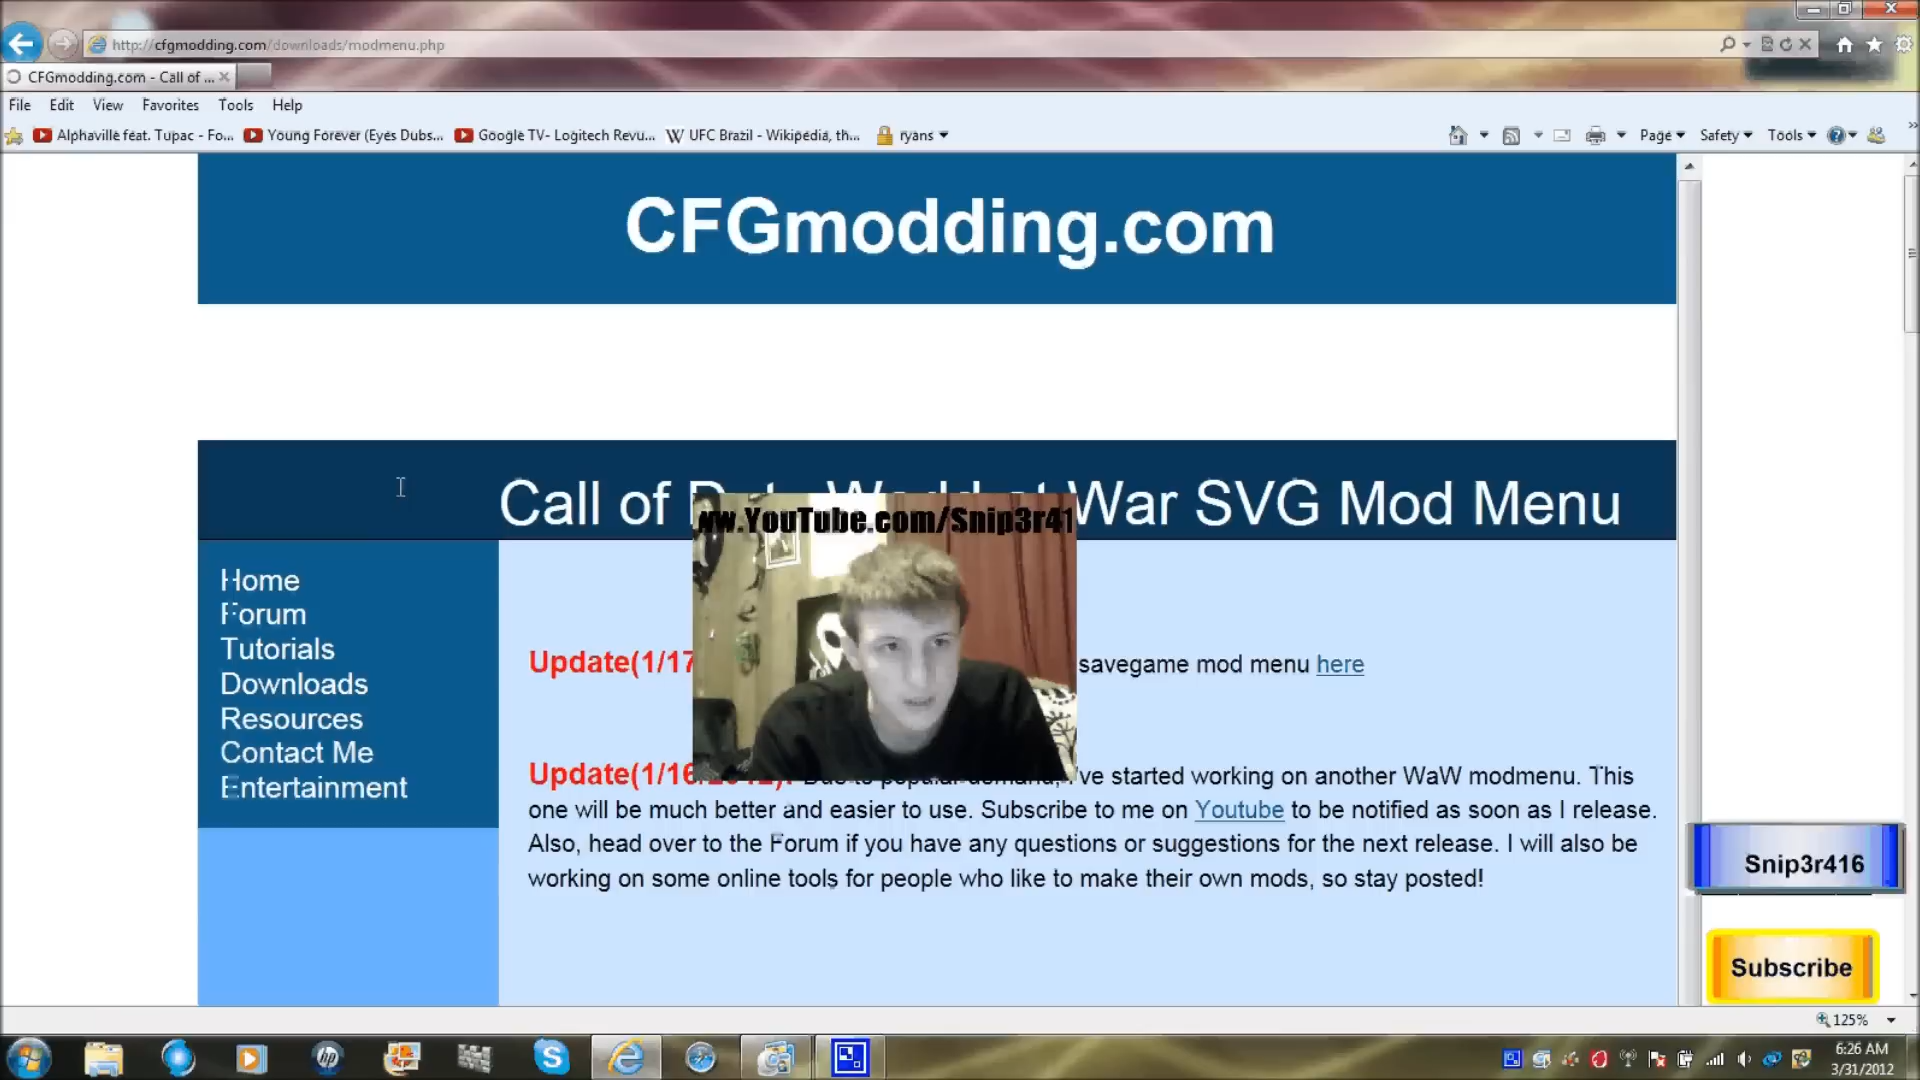 http://cfgmodding.com/downloads/modmenu.php
CFGmodding.com - Call of ...
File Edit View Favorites Tools Help
Alphaville feat. Tupac - Fo... Young Forever (Eyes Dubs... Google TV- Logitech Revu... UFC Brazil - Wikipedia, th... ryans
Page Safety Tools
CFGmodding.com
Call of War SVG Mod Menu
ww.YouTube.com/Snip3r41
Home
Forum
Tutorials
Downloads
Resources
Contact Me
Entertainment
Update(1/17 savegame mod menu here
Update(1/16/2012): Due to popular demand, I've started working on another WaW modmenu. This
one will be much better and easier to use. Subscribe to me on Youtube to be notified as soon as I release.
Also, head over to the Forum if you have any questions or suggestions for the next release. I will also be
working on some online tools for people who like to make their own mods, so stay posted!
Snip3r416
Subscribe
125%
6:26 AM
3/31/2012